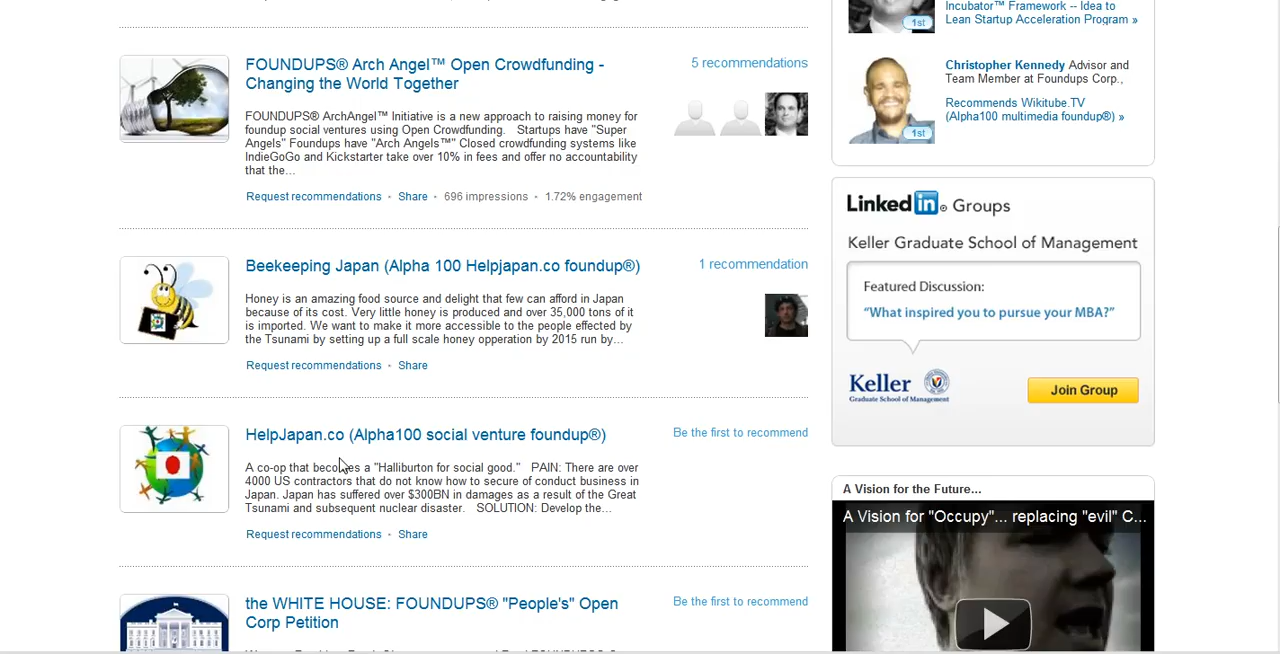 FOUNDUPS® Arch Angel™ Open Crowdfunding -
Changing the World Together
5 recommendations
FOUNDUPS® ArchAngel™ Initiative is a new approach to raising money for
foundup social ventures using Open Crowdfunding.   Startups have "Super
Angels" Foundups have "Arch Angels™" Closed crowdfunding systems like
IndieGoGo and Kickstarter take over 10% in fees and offer no accountability
that the...
Request recommendations • Share • 696 impressions • 1.72% engagement
Beekeeping Japan (Alpha 100 Helpjapan.co foundup®)
1 recommendation
Honey is an amazing food source and delight that few can afford in Japan
because of its cost. Very little honey is produced and over 35,000 tons of it
is imported. We want to make it more accessible to the people effected by
the Tsunami by setting up a full scale honey opperation by 2015 run by...
Request recommendations • Share
HelpJapan.co (Alpha100 social venture foundup®)
Be the first to recommend
A co-op that becomes a "Halliburton for social good."   PAIN: There are over
4000 US contractors that do not know how to secure of conduct business in
Japan. Japan has suffered over $300BN in damages as a result of the Great
Tsunami and subsequent nuclear disaster.   SOLUTION: Develop the...
Request recommendations • Share
the WHITE HOUSE: FOUNDUPS® "People's" Open
Corp Petition
Be the first to recommend
Incubator™ Framework -- Idea to
Lean Startup Acceleration Program »
1st
Christopher Kennedy Advisor and
Team Member at Foundups Corp.,
Recommends Wikitube.TV
(Alpha100 multimedia foundup®) »
1st
Linked in® Groups
Keller Graduate School of Management
Featured Discussion:
“What inspired you to pursue your MBA?”
Keller
Graduate School of Management
Join Group
A Vision for the Future...
A Vision for "Occupy"... replacing "evil" C...